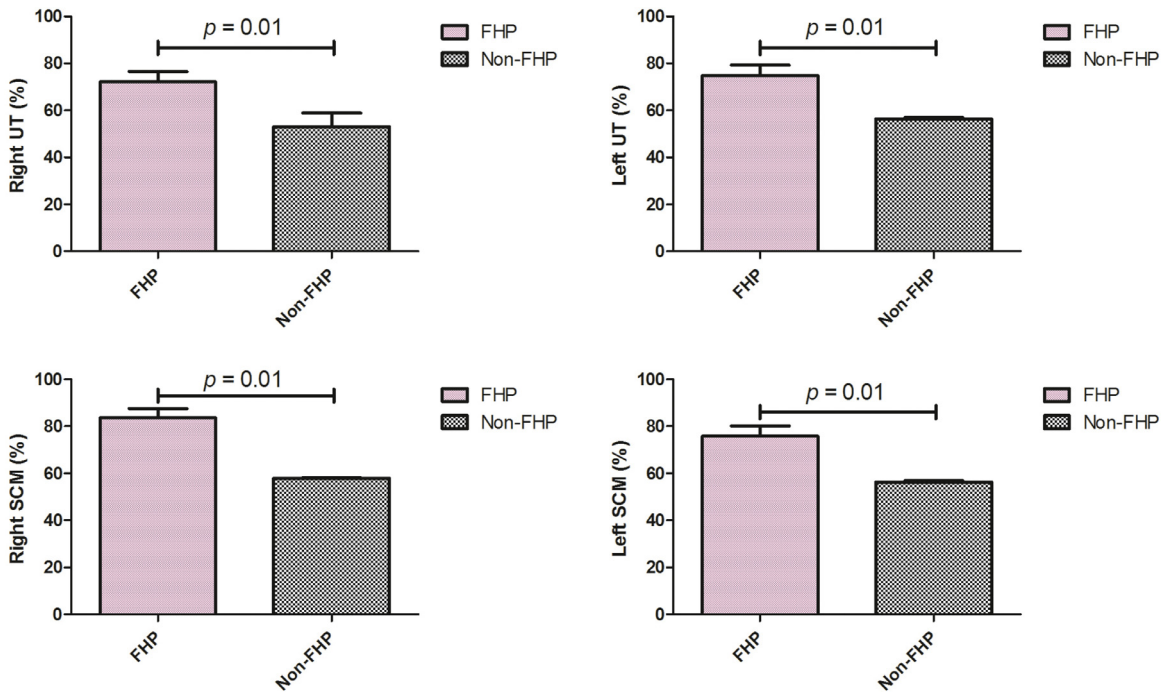 100
80
60
40
20
0
Right UT (%)
p = 0.01
FHP
Non-FHP
FHP
Non-FHP
100
80
60
40
20
0
Left UT (%)
p = 0.01
FHP
Non-FHP
FHP
Non-FHP
100
80
60
40
20
0
Right SCM (%)
p = 0.01
FHP
Non-FHP
FHP
Non-FHP
100
80
60
40
20
0
Left SCM (%)
p = 0.01
FHP
Non-FHP
FHP
Non-FHP